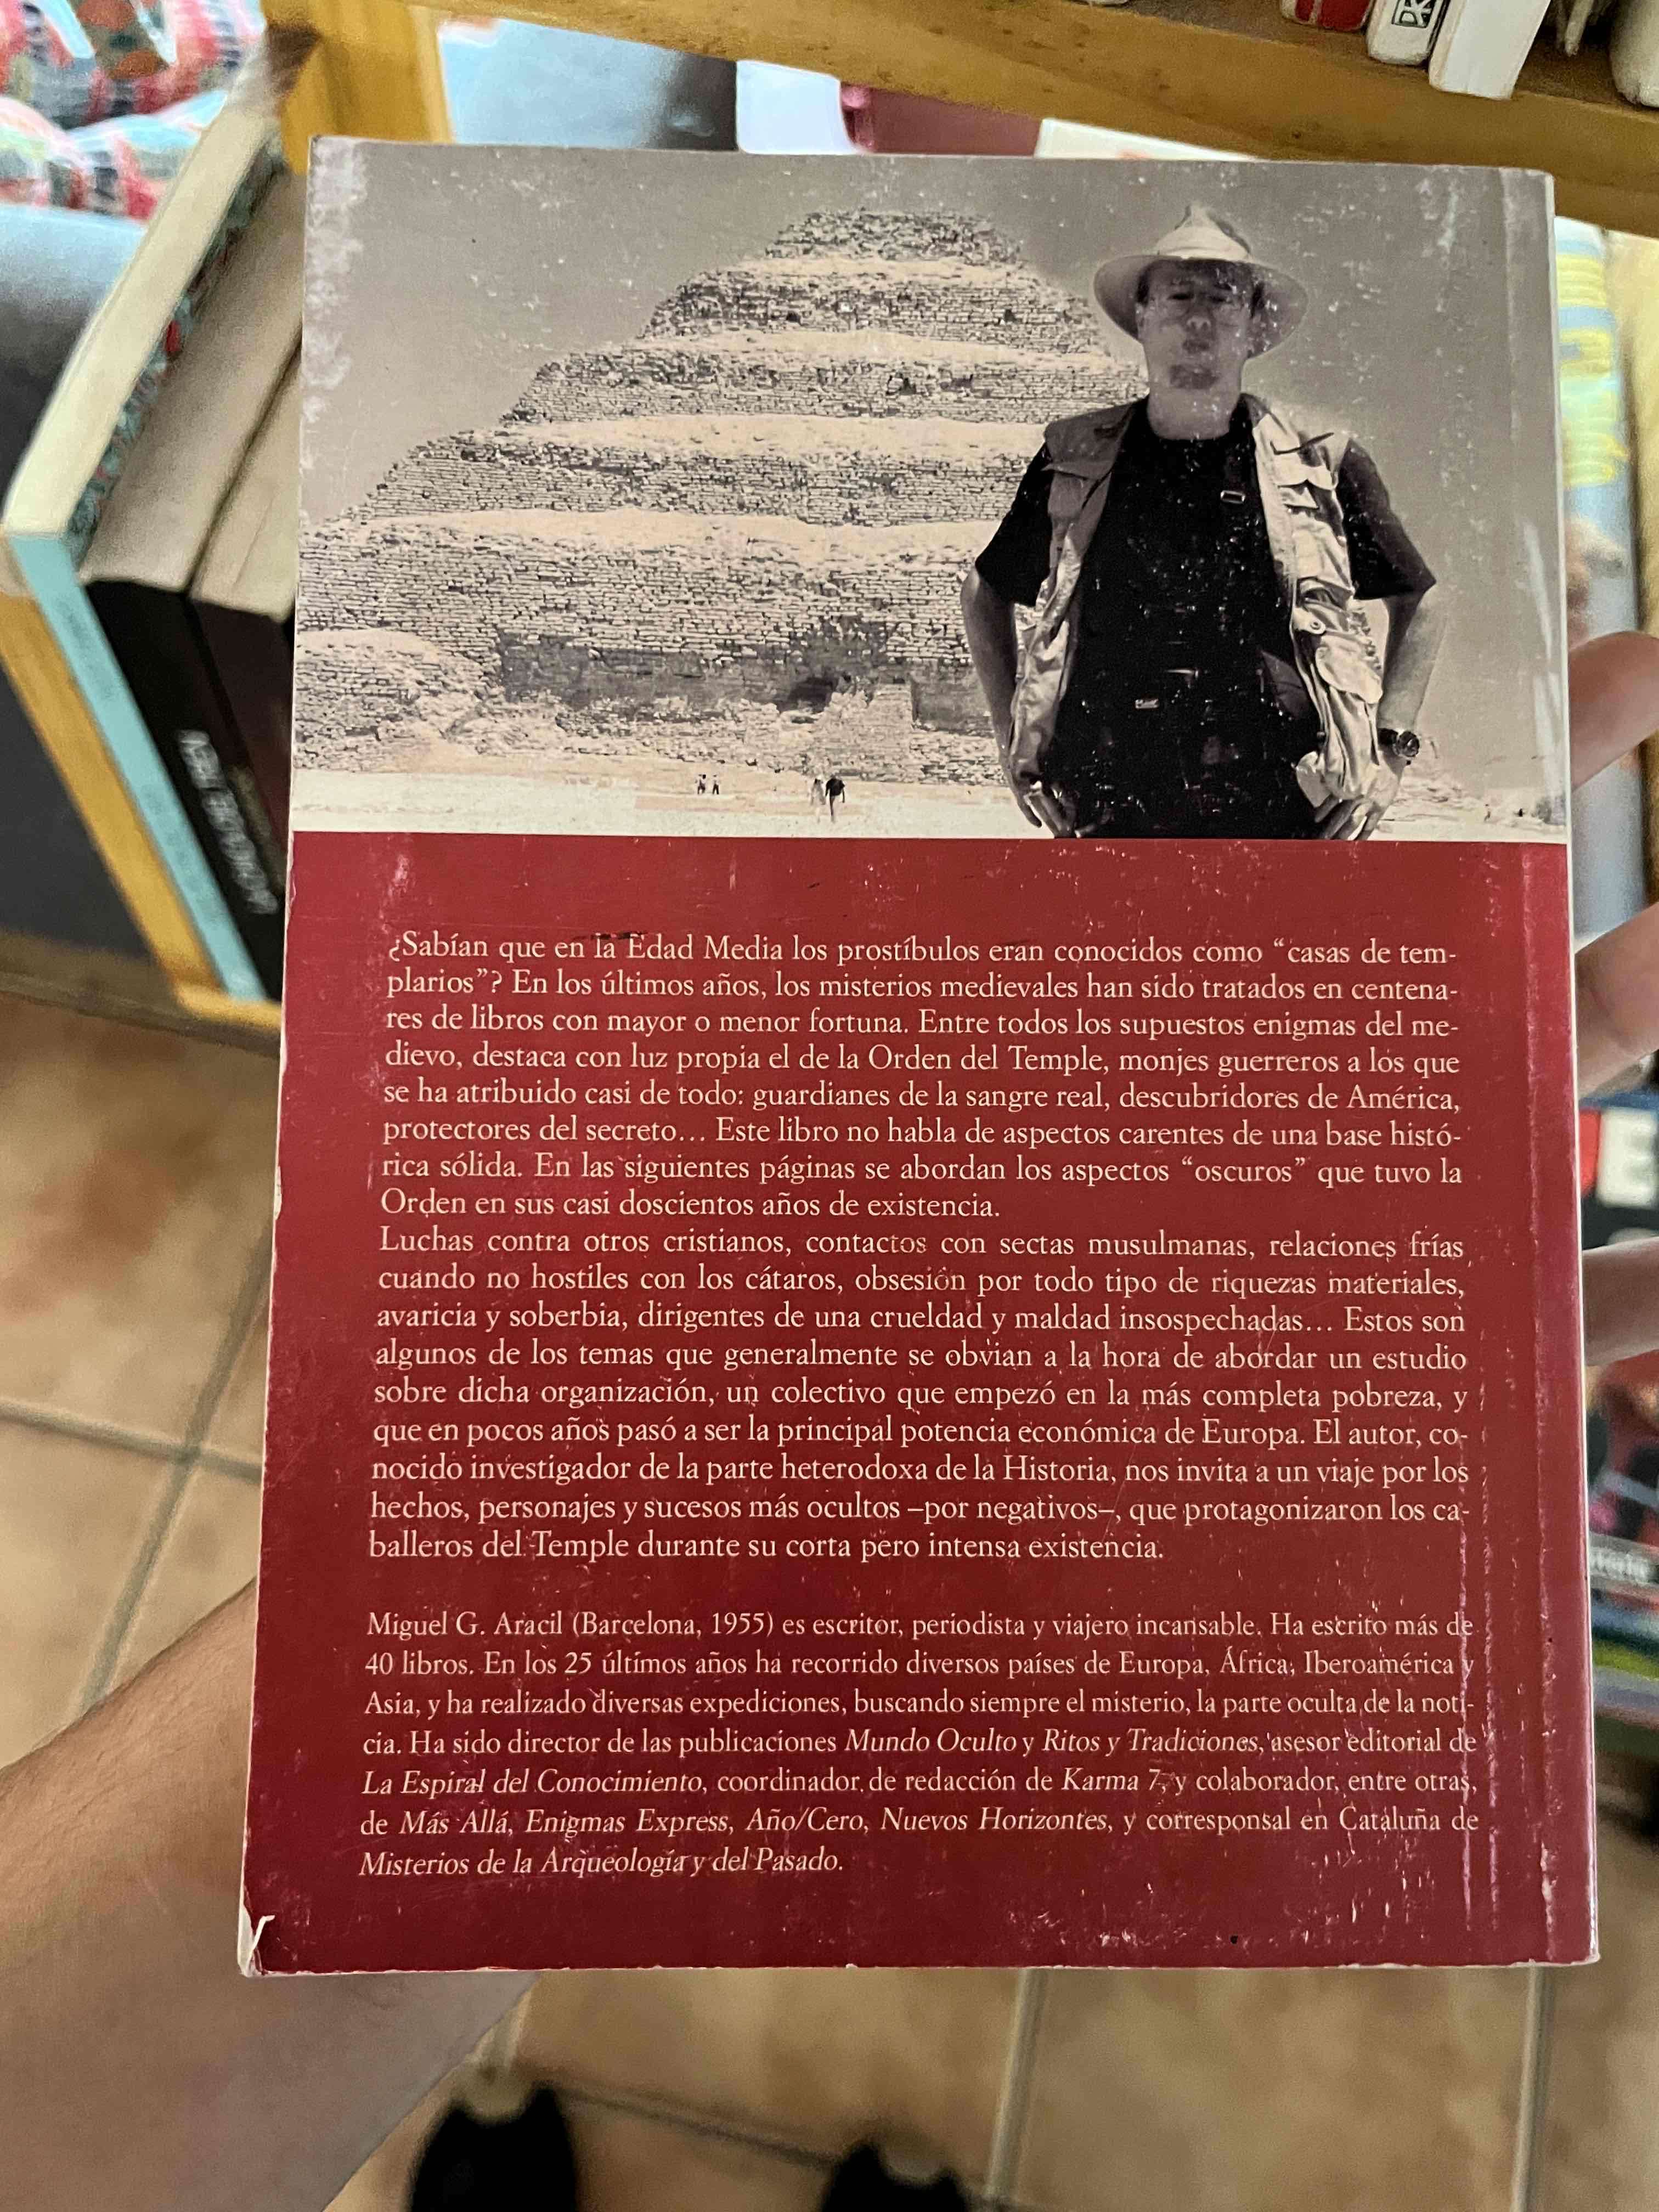 ¿Sabían que en la Edad Media los prostíbulos eran conocidos como “casas de tem-
plarios”? En los últimos años, los misterios medievales han sido tratados en centena-
res de libros con mayor o menor fortuna. Entre todos los supuestos enigmas del me-
dievo, destaca con luz propia el de la Orden del Temple, monjes guerreros a los que
se ha atribuido casi de todo: guardianes de la sangre real, descubridores de América,
protectores del secreto... Este libro no habla de aspectos carentes de una base histó-
rica sólida. En las siguientes páginas se abordan los aspectos “oscuros” que tuvo la
Orden en sus casi doscientos años de existencia.
Luchas contra otros cristianos, contactos con sectas musulmanas, relaciones frías
cuando no hostiles con los cátaros, obsesión por todo tipo de riquezas materiales,
avaricia y soberbia, dirigentes de una crueldad y maldad insospechadas... Estos son
algunos de los temas que generalmente se obvian a la hora de abordar un estudio
sobre dicha organización, un colectivo que empezó en la más completa pobreza, y
que en pocos años pasó a ser la principal potencia económica de Europa. El autor, co-
nocido investigador de la parte heterodoxa de la Historia, nos invita a un viaje por los
hechos, personajes y sucesos más ocultos –por negativos–, que protagonizaron los ca-
balleros del Temple durante su corta pero intensa existencia.
Miguel G. Aracil (Barcelona, 1955) es escritor, periodista y viajero incansable. Ha escrito más de
40 libros. En los 25 últimos años ha recorrido diversos países de Europa, África, Iberoamérica y
Asia, y ha realizado diversas expediciones, buscando siempre el misterio, la parte oculta de la noti-
cia. Ha sido director de las publicaciones Mundo Oculto y Ritos y Tradiciones, asesor editorial de
La Espiral del Conocimiento, coordinador de redacción de Karma 7, y colaborador, entre otras,
de Más Allá, Enigmas Express, Año/Cero, Nuevos Horizontes, y corresponsal en Cataluña de
Misterios de la Arqueología y del Pasado.